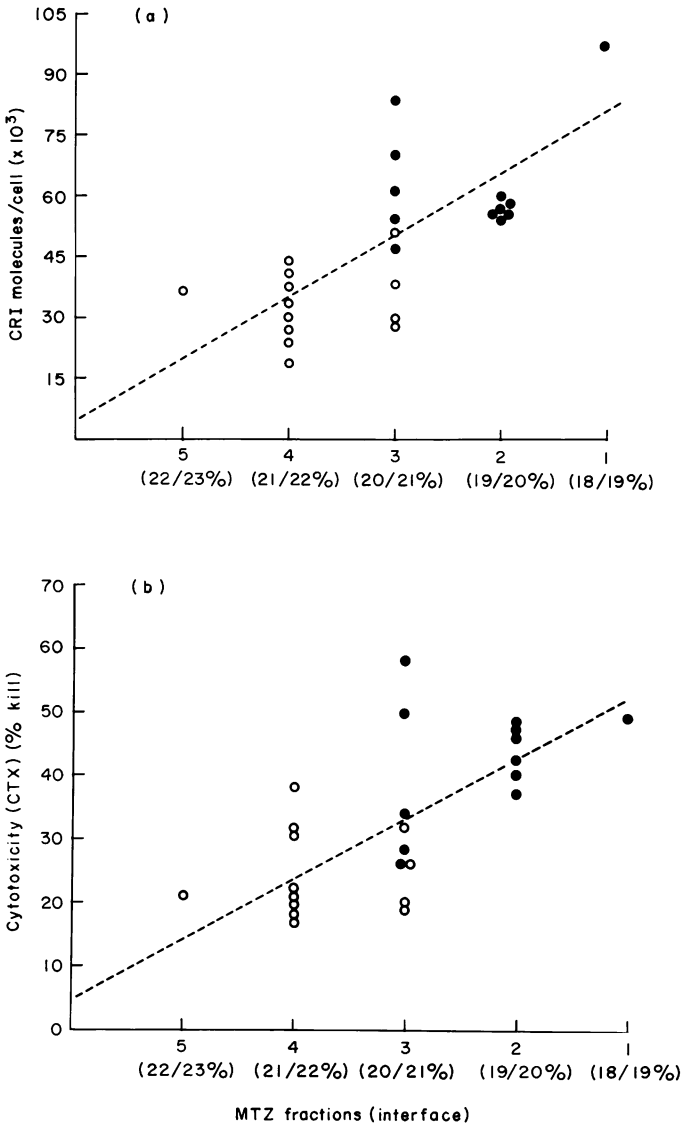 (a)
CRI molecules/cell (x 10³)
105
90
75
60
45
30
15
5 4 3 2 1
(22/23%) (21/22%) (20/21%) (19/20%) (18/19%)
(b)
Cytotoxicity (CTX) (% kill)
70
60
50
40
30
20
10
0
5 4 3 2 1
(22/23%) (21/22%) (20/21%) (19/20%) (18/19%)
MTZ fractions (interface)